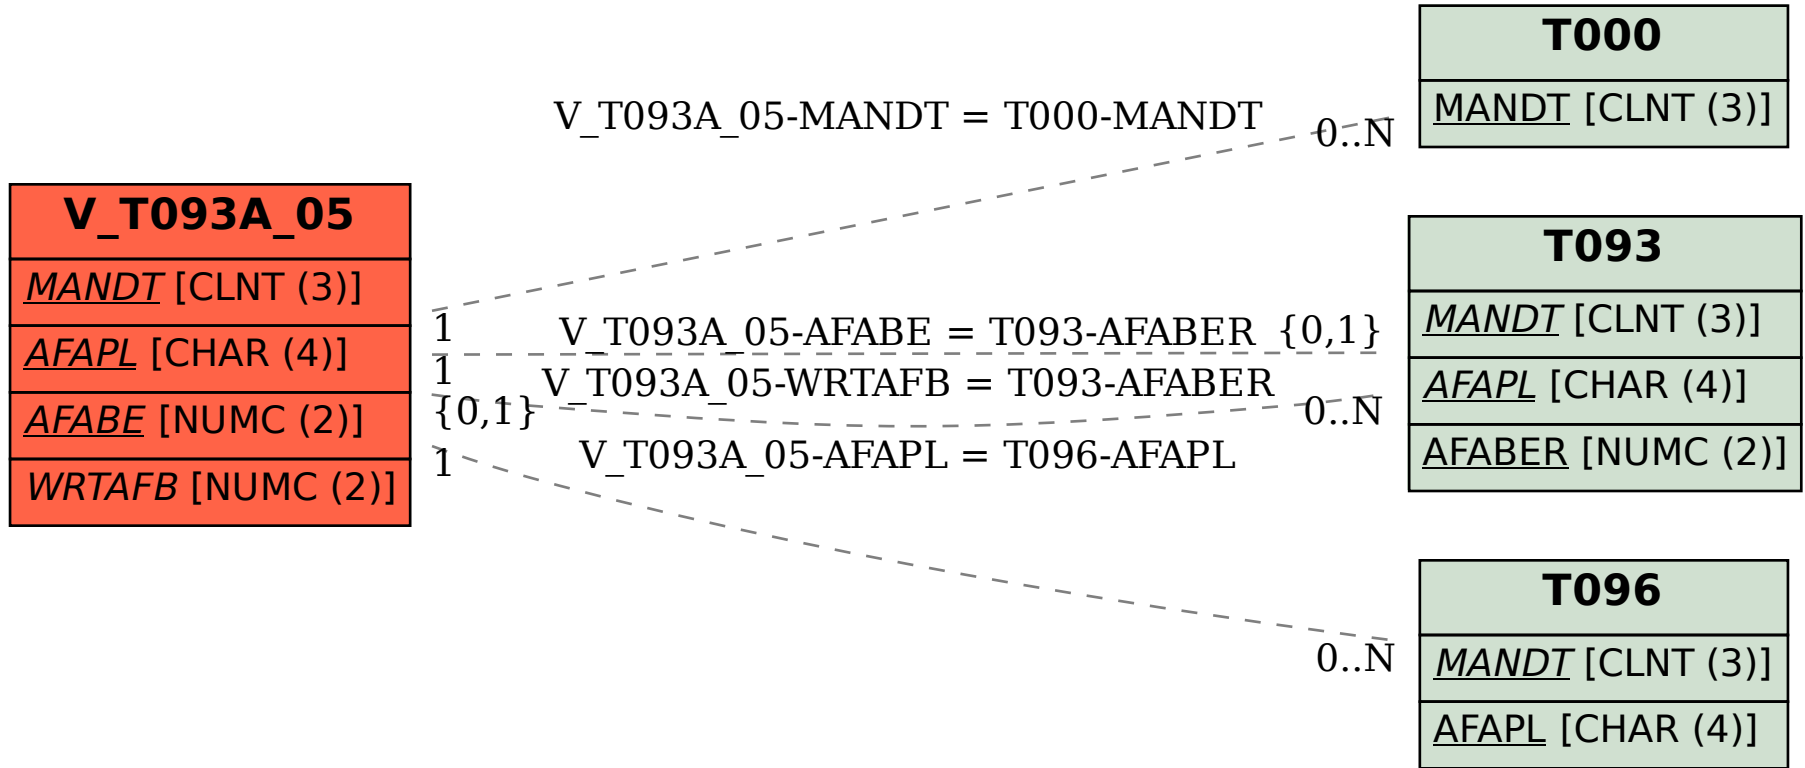 V_T093A_05
MANDT [CLNT (3)]
AFAPL [CHAR (4)]
AFABE [NUMC (2)]
WRTAFB [NUMC (2)]
V_T093A_05-MANDT = T000-MANDT
0..N
1
V_T093A_05-AFABE = T093-AFABER
{0,1}
1
V_T093A_05-WRTAFB = T093-AFABER
{0,1}
0..N
V_T093A_05-AFAPL = T096-AFAPL
1
0..N
T000
MANDT [CLNT (3)]
T093
MANDT [CLNT (3)]
AFAPL [CHAR (4)]
AFABER [NUMC (2)]
T096
MANDT [CLNT (3)]
AFAPL [CHAR (4)]